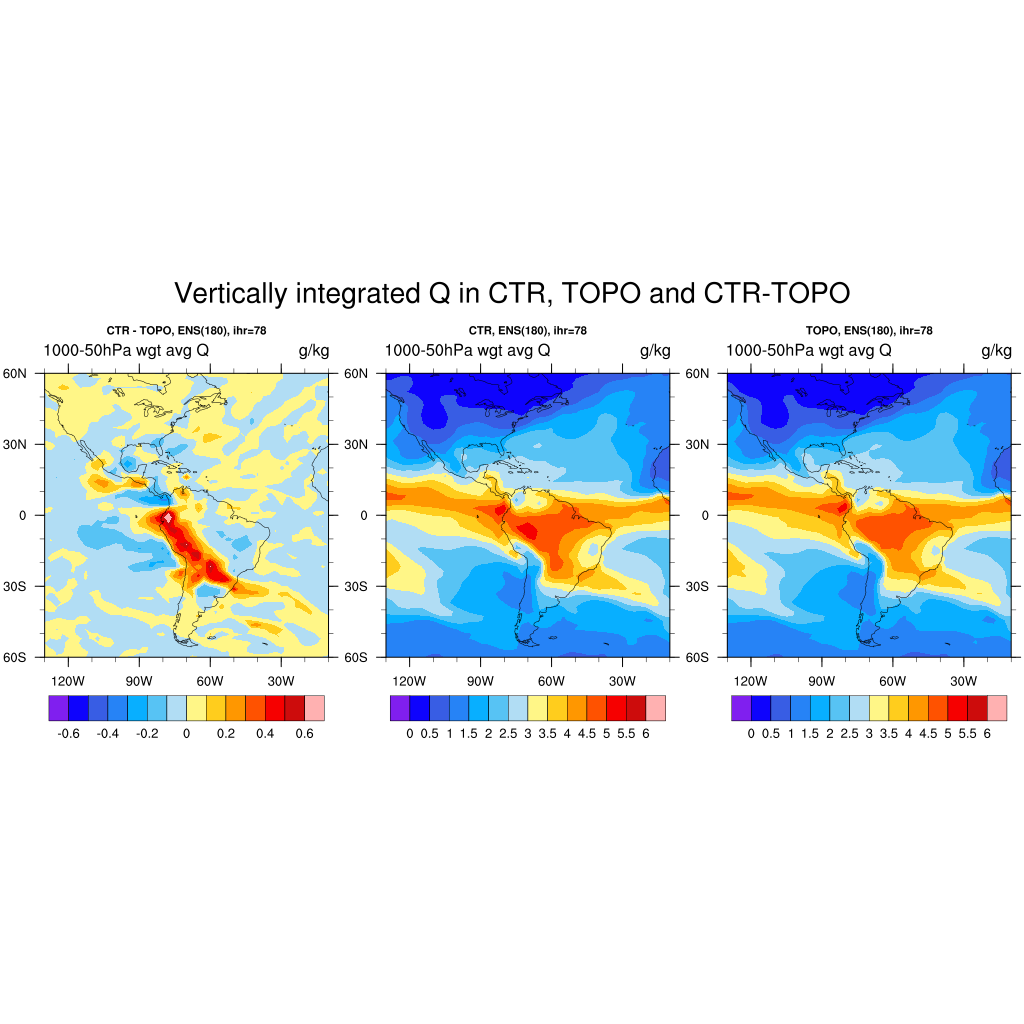 Vertically integrated Q in CTR, TOPO and CTR-TOPO
CTR - TOPO, ENS(180), ihr=78
1000-50hPa wgt avg Q g/kg
60N
30N
0
30S
60S
120W 90W 60W 30W
-0.6 -0.4 -0.2 0 0.2 0.4 0.6
CTR, ENS(180), ihr=78
1000-50hPa wgt avg Q g/kg
60N
30N
0
30S
60S
120W 90W 60W 30W
0 0.5 1 1.5 2 2.5 3 3.5 4 4.5 5 5.5 6
TOPO, ENS(180), ihr=78
1000-50hPa wgt avg Q g/kg
60N
30N
0
30S
60S
120W 90W 60W 30W
0 0.5 1 1.5 2 2.5 3 3.5 4 4.5 5 5.5 6